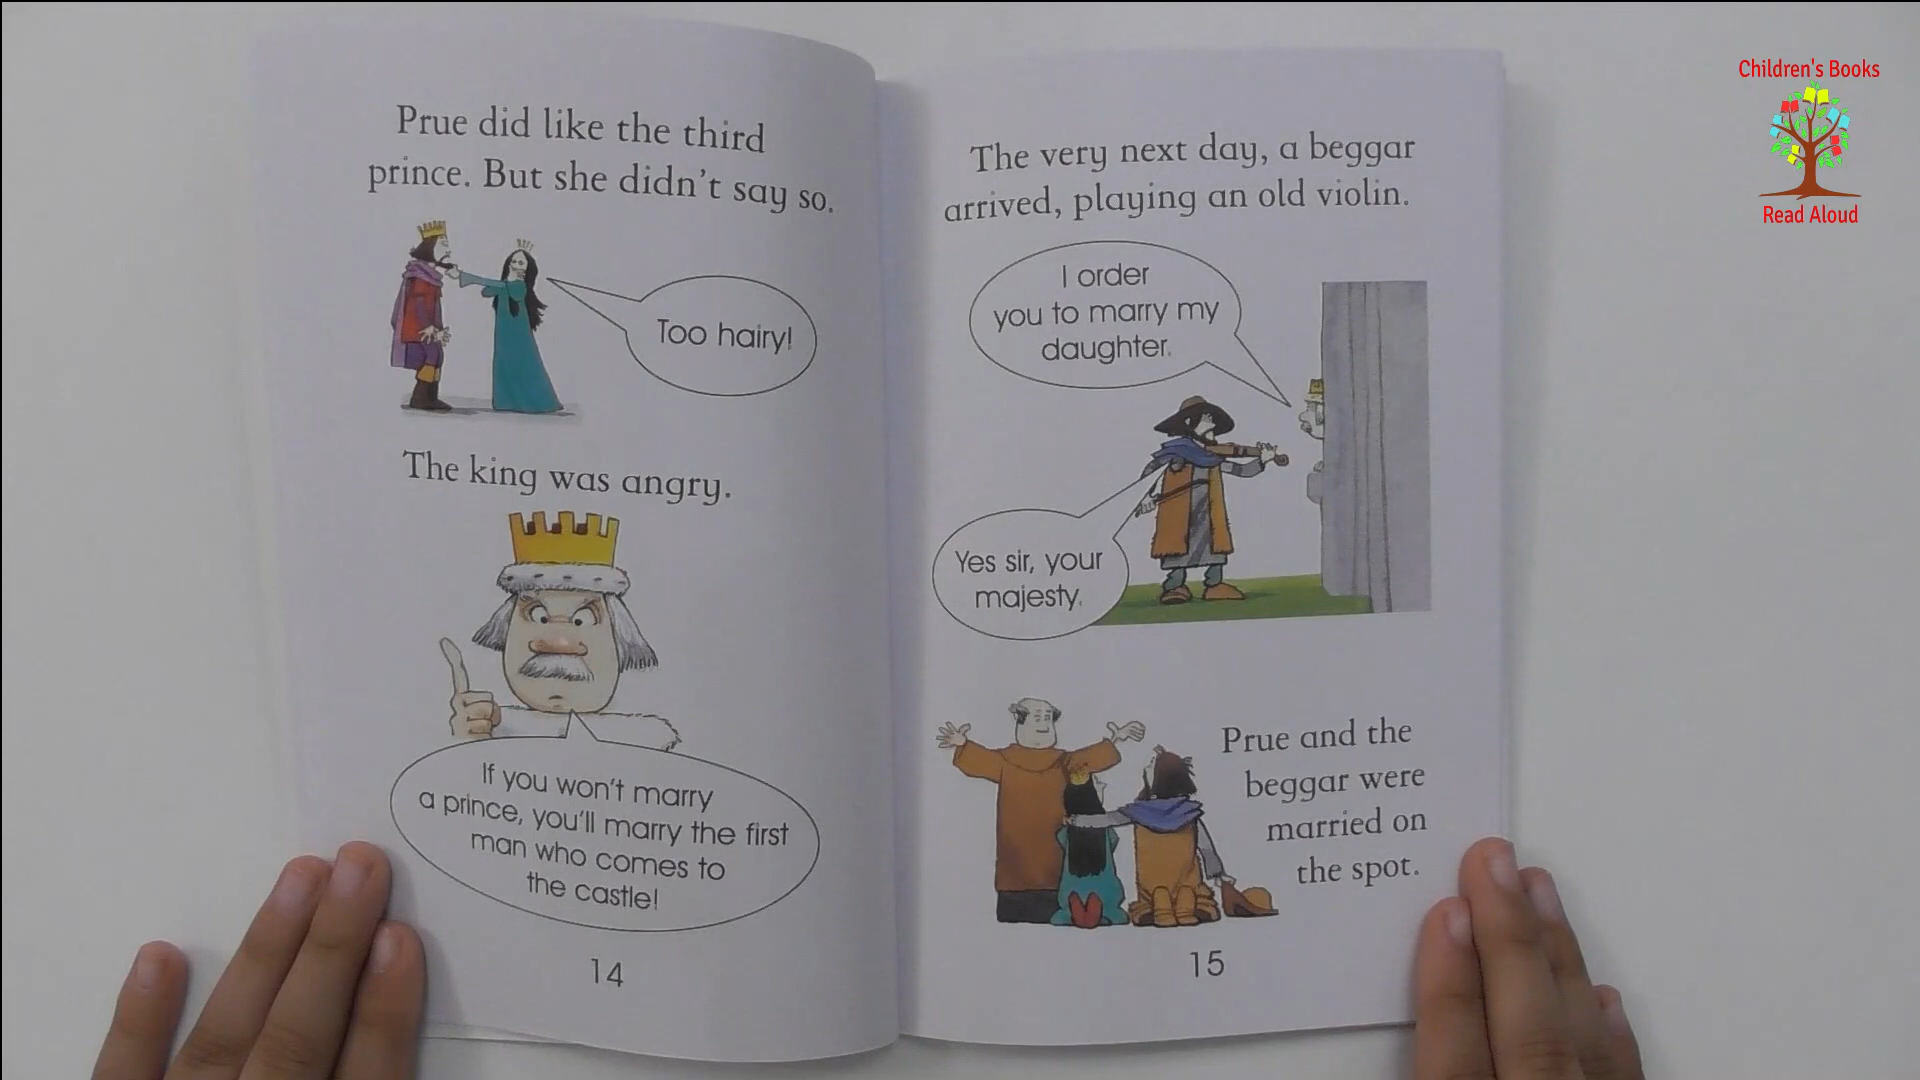 Prue did like the third
prince. But she didn't say so.
Too hairy!
The king was angry.
If you won't marry
a prince, you'll marry the first
man who comes to
the castle!
14
The very next day, a beggar
arrived, playing an old violin.
I order
you to marry my
daughter.
Yes sir, your
majesty.
Prue and the
beggar were
married on
the spot.
15
Children's Books
Read Aloud